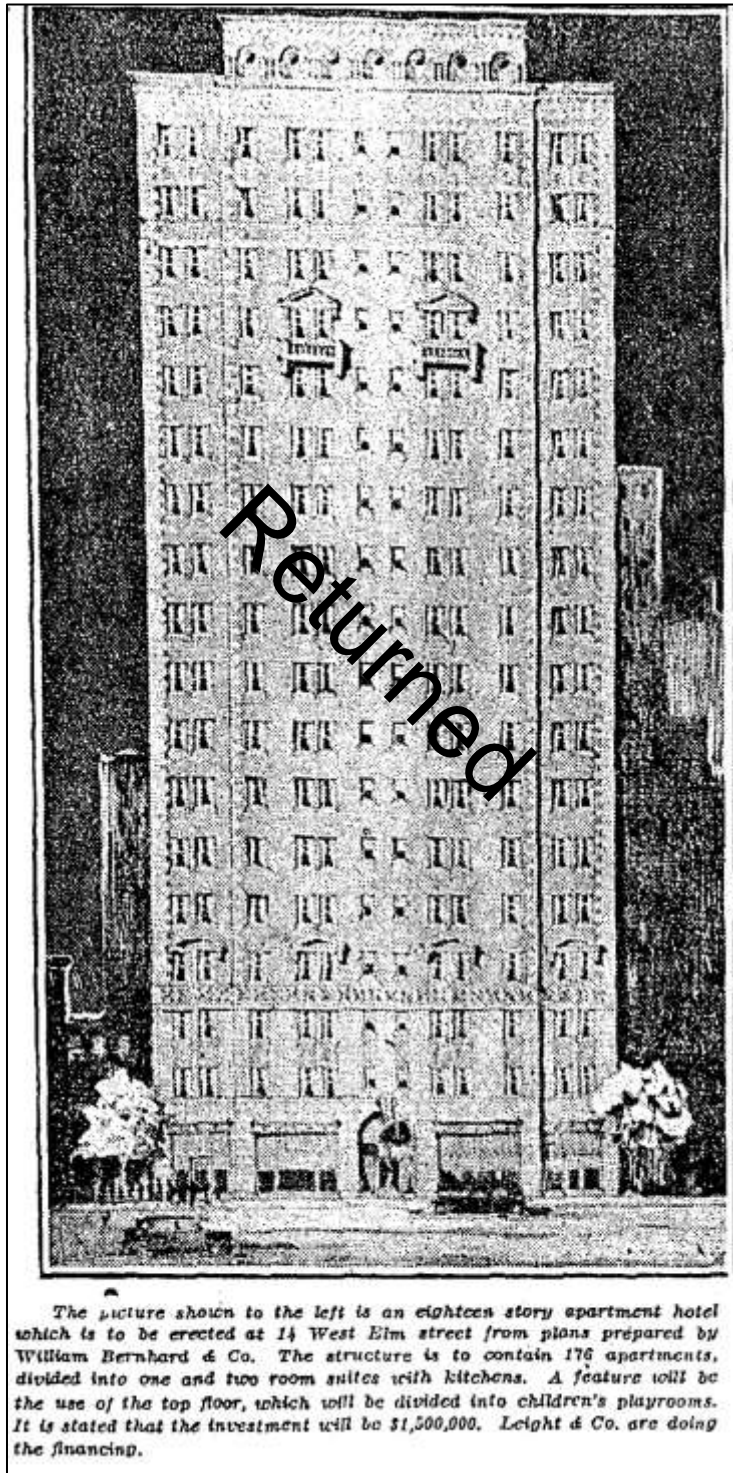 Returned
The picture shown to the left is an eighteen story apartment hotel
which is to be erected at 14 West Elm street from plans prepared by
William Bernhard & Co. The structure is to contain 176 apartments,
divided into one and two room suites with kitchens. A feature will be
the use of the top floor, which will be divided into children's playrooms.
It is stated that the investment will be $1,500,000. Leight & Co. are doing
the financing.